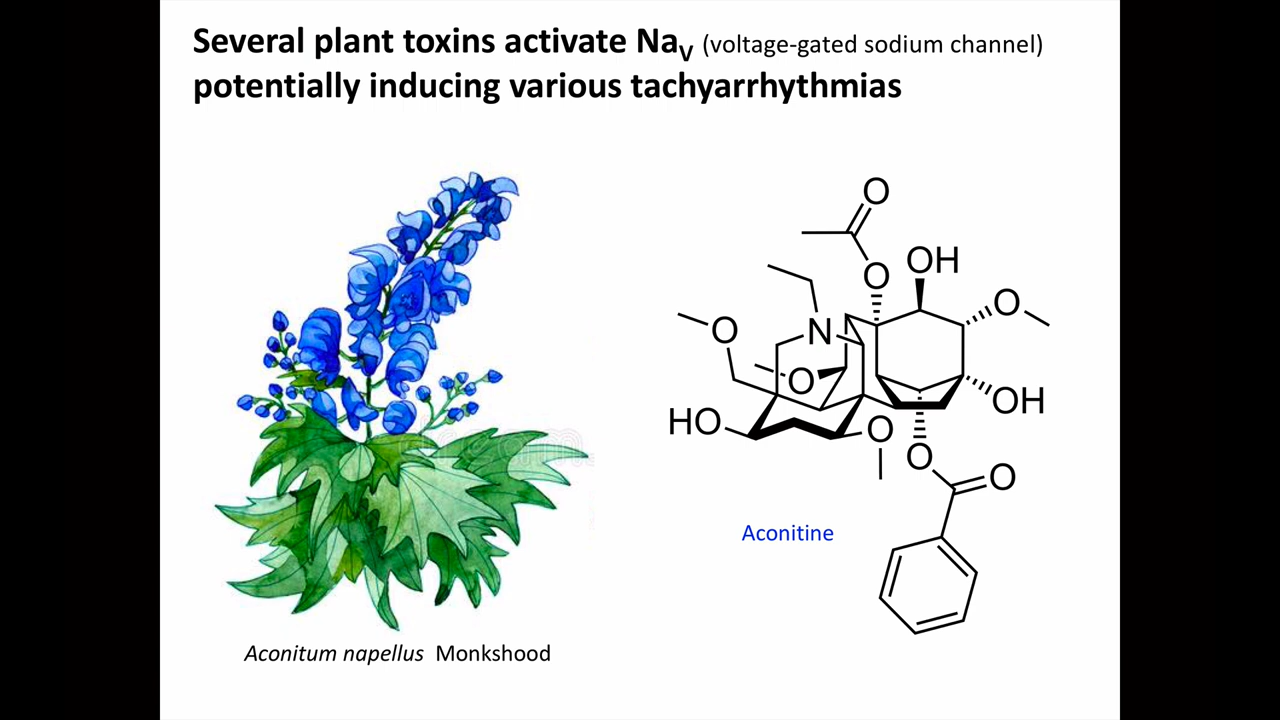 Several plant toxins activate NaV (voltage-gated sodium channel)
potentially inducing various tachyarrhythmias
O
O
OH
O
N
O
O
OH
HO
O
O
O
Aconitine
Aconitum napellus Monkshood